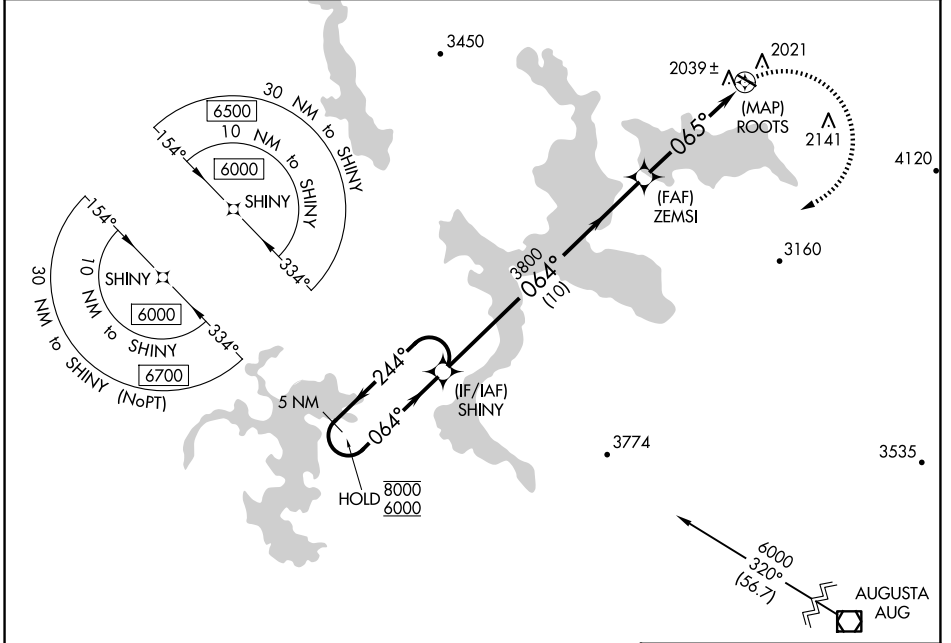 3450
2039 ±
2021
(MAP)
ROOTS
2141
4120
065°
(FAF)
ZEMSI
3160
30 NM to SHINY
6500
10 NM to SHINY
6000
154°
SHINY
334°
154°
SHINY
6000
10 NM to SHINY
334°
6700
30 NM to SHINY (NoPT)
3800
064°
(10)
244°
5 NM
064°
(IF/IAF)
SHINY
HOLD
8000
6000
3774
3535
6000
320°
(56.7)
AUGUSTA
AUG